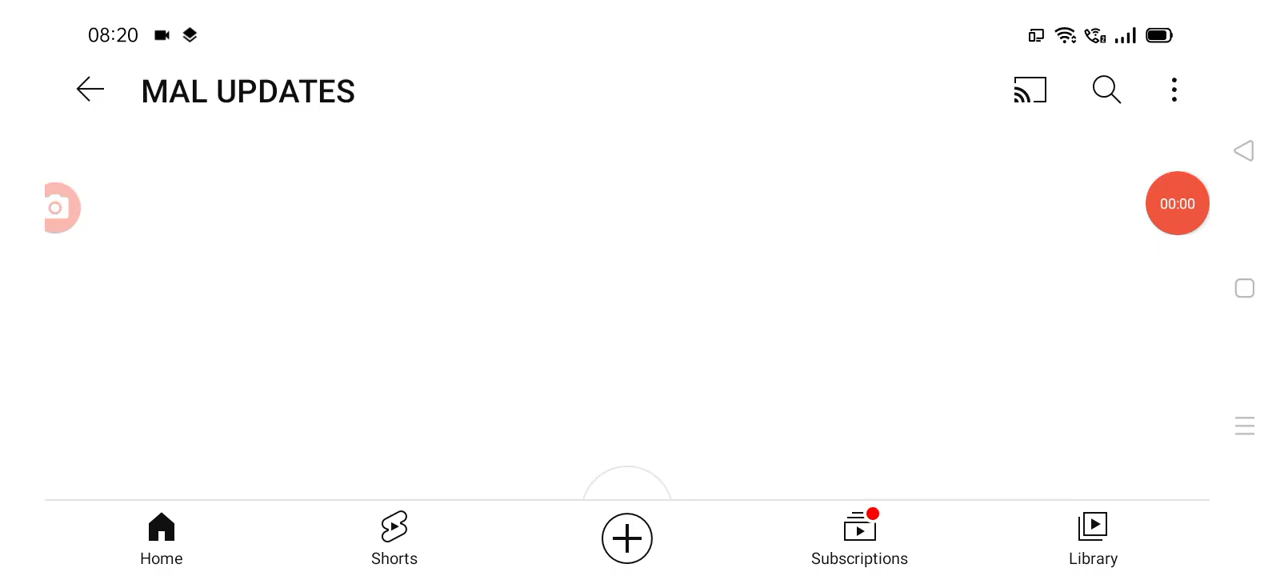 08:20
MAL UPDATES
00:00
Home
Shorts
Subscriptions
Library